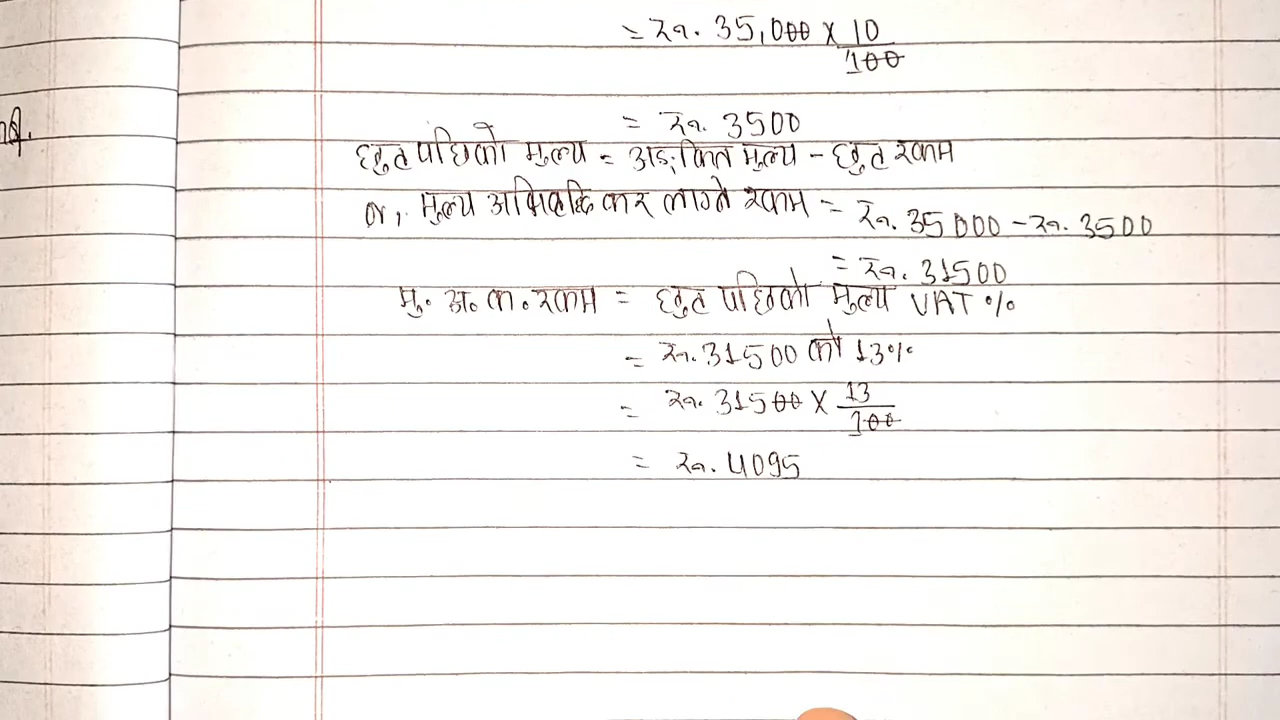 = रू. 35,000 × 10/100
= रू. 3500
छुट पछिको मुल्य = अङ्कित मुल्य - छुट रकम
or, मुल्य अभिवृद्धि कर लाग्ने रकम = रू. 35000 - रू. 3500
= रू. 31500
मु. अ. क. रकम = छुट पछिको मुल्य VAT %
= रू. 31500 को 13%
= रू. 31500 × 13/100
= रू. 4095